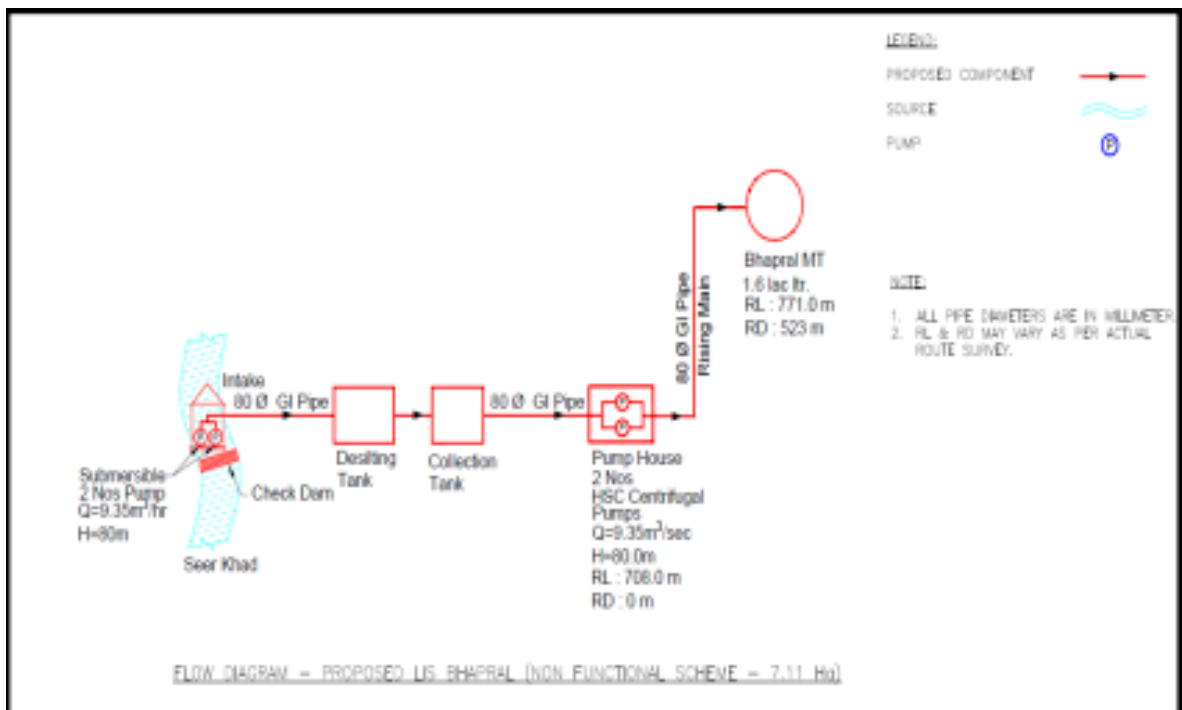 LEGEND:
PROPOSED COMPONENT
SOURCE
PUMP
P
Bhapral MT
1.6 lac ltr.
RL : 771.0 m
RD : 523 m
80 Ø GI Pipe
Rising Main
NOTE:
1. ALL PIPE DIAMETERS ARE IN MILLIMETER.
2. RL & RD MAY VARY AS PER ACTUAL
ROUTE SURVEY.
Intake
80 Ø GI Pipe
80 Ø GI Pipe
P
P
P P
Desilting
Tank
Collection
Tank
Pump House
2 Nos
HSC Centrifugal
Pumps
Q=9.35m³/sec
H=80.0m
RL : 708.0 m
RD : 0 m
Submersible
2 Nos Pump
Q=9.35m³/hr
H=80m
Check Dam
Seer Khad
FLOW DIAGRAM - PROPOSED LIS BHAPRAL (NON FUNCTIONAL SCHEME - 7.11 Ha)